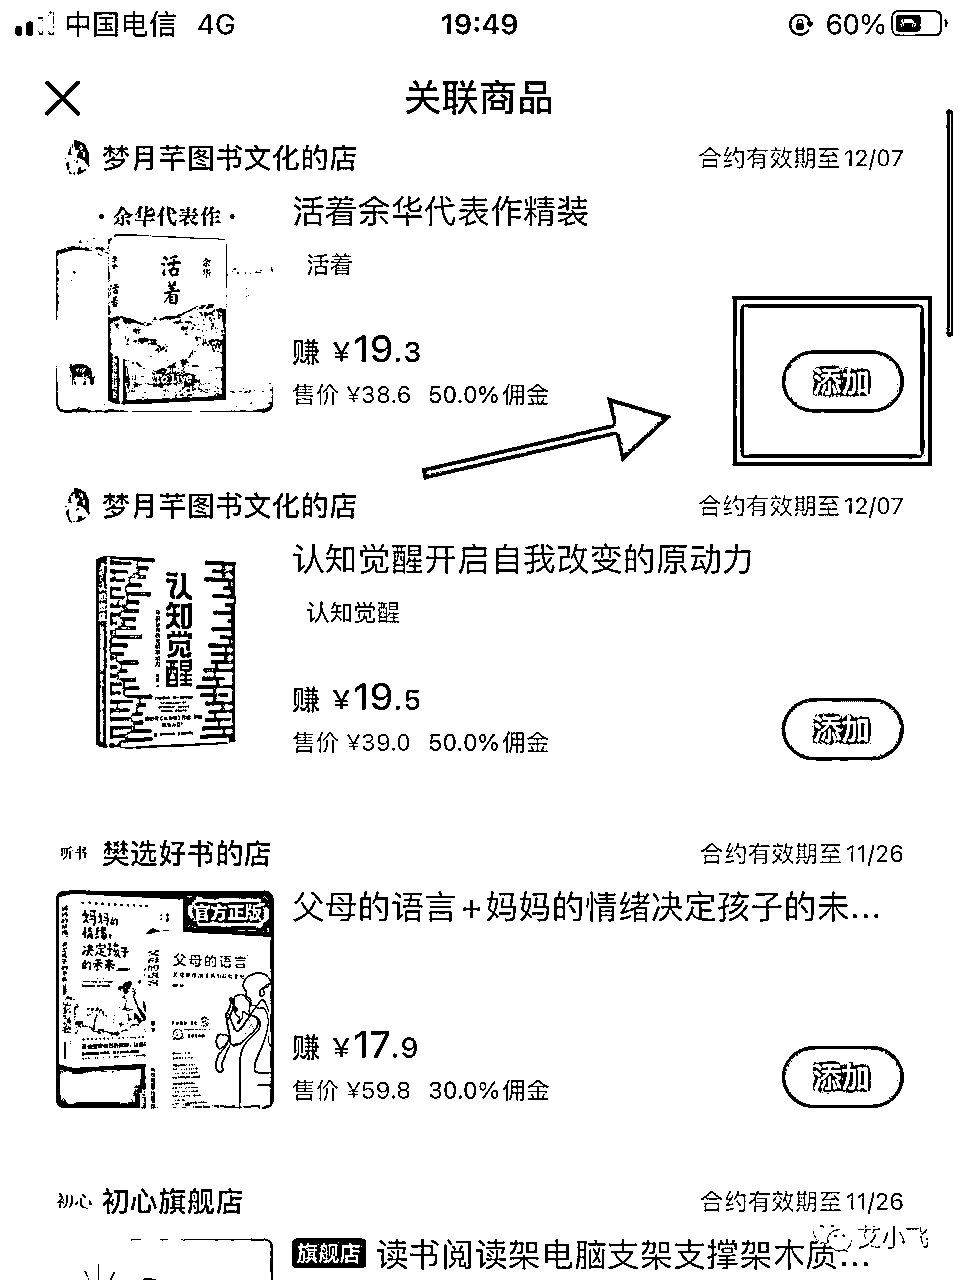 中国电信 4G 19:49 60%
关联商品
梦月芊图书文化的店 合约有效期至12/07
·余华代表作·
活着余华代表作精装
活着
活着
余华
赚 ¥19.3
售价 ¥38.6 50.0%佣金
添加
梦月芊图书文化的店 合约有效期至12/07
认知觉醒开启自我改变的原动力
认知觉醒
认知觉醒
赚 ¥19.5
售价 ¥39.0 50.0%佣金
添加
听书 樊选好书的店 合约有效期至11/26
官方正版
父母的语言+妈妈的情绪决定孩子的未...
妈妈的
情绪，
决定孩子
的未来
父母的语言
赚 ¥17.9
售价 ¥59.8 30.0%佣金
添加
初心 初心旗舰店 合约有效期至11/26
旗舰店 读书阅读架电脑支架支撑架木质...
艾小飞